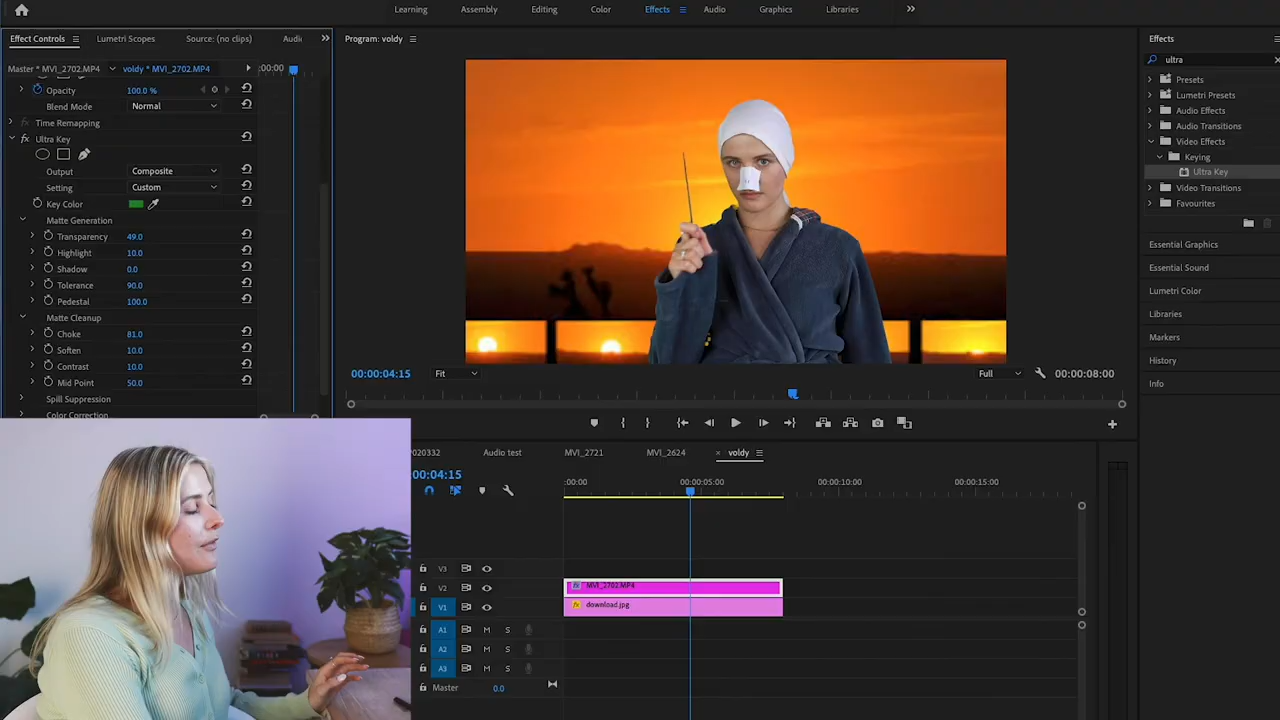 Learning Assembly Editing Color Effects Audio Graphics Libraries
Effect Controls Lumetri Scopes Source: (no clips) Audi
Master * MVI_2702.MP4 voldy * MVI_2702.MP4 :00:00
Opacity 100.0 %
Blend Mode Normal
Time Remapping
fx Ultra Key
Output Composite
Setting Custom
Key Color
Matte Generation
Transparency 49.0
Highlight 10.0
Shadow 0.0
Tolerance 90.0
Pedestal 100.0
Matte Cleanup
Choke 81.0
Soften 10.0
Contrast 10.0
Mid Point 50.0
Spill Suppression
Color Correction
Program: voldy
00:00:04:15 Fit Full 00:00:08:00
Effects
ultra
Presets
Lumetri Presets
Audio Effects
Audio Transitions
Video Effects
Keying
Ultra Key
Video Transitions
Favourites
Essential Graphics
Essential Sound
Lumetri Color
Libraries
Markers
History
Info
020332 Audio test MVI_2721 MVI_2624 × voldy
00:04:15
:00:00 00:00:05:00 00:00:10:00 00:00:15:00
V3
V2 fx MVI_2702.MP4
V1 fx download.jpg
A1 M S
A2 M S
A3 M S
Master 0.0